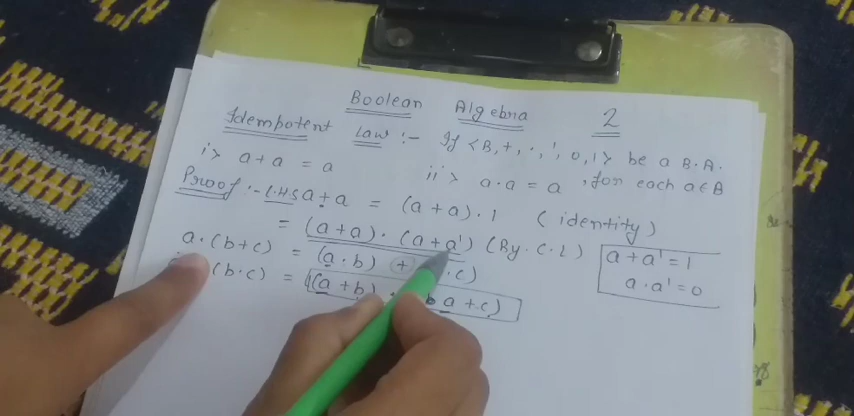 Boolean Algebra 2
Idempotent Law :- If <B, +, ·, ', 0, 1> be a B.A.
i> a + a = a ii> a · a = a , for each a ∈ B
Proof :- L.H.S a + a = (a + a) · 1 (identity)
= (a + a) · (a + a') (By. C. L)
a + a' = 1
a · a' = 0
a · (b + c) = (a · b) + · c)
(b · c) = (a + b) · a + c)